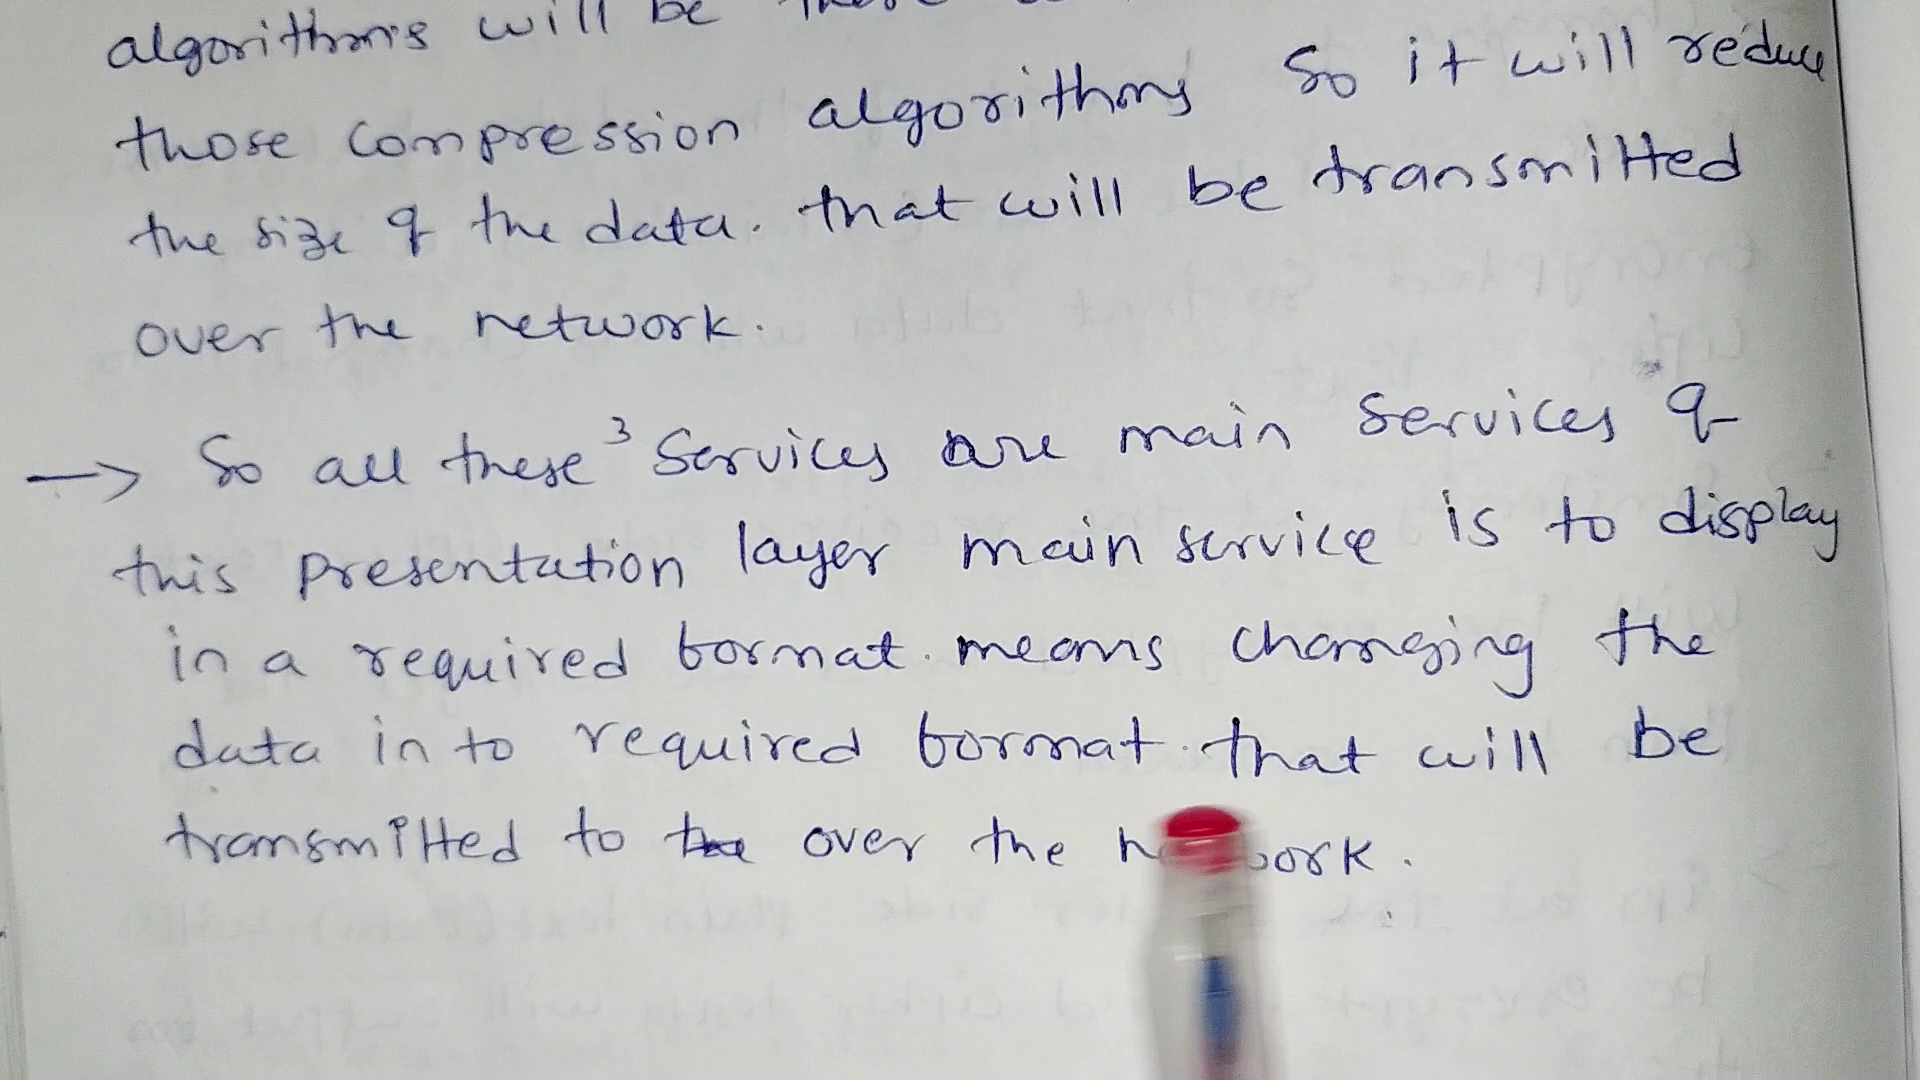 algorithms will be
those compression algorithms so it will reduce
the size of the data. that will be transmitted
over the network.
→ So all these 3 services are main services of
this presentation layer main service is to display
in a required format. means changing the
data in to required format. that will be
transmitted to the over the work.